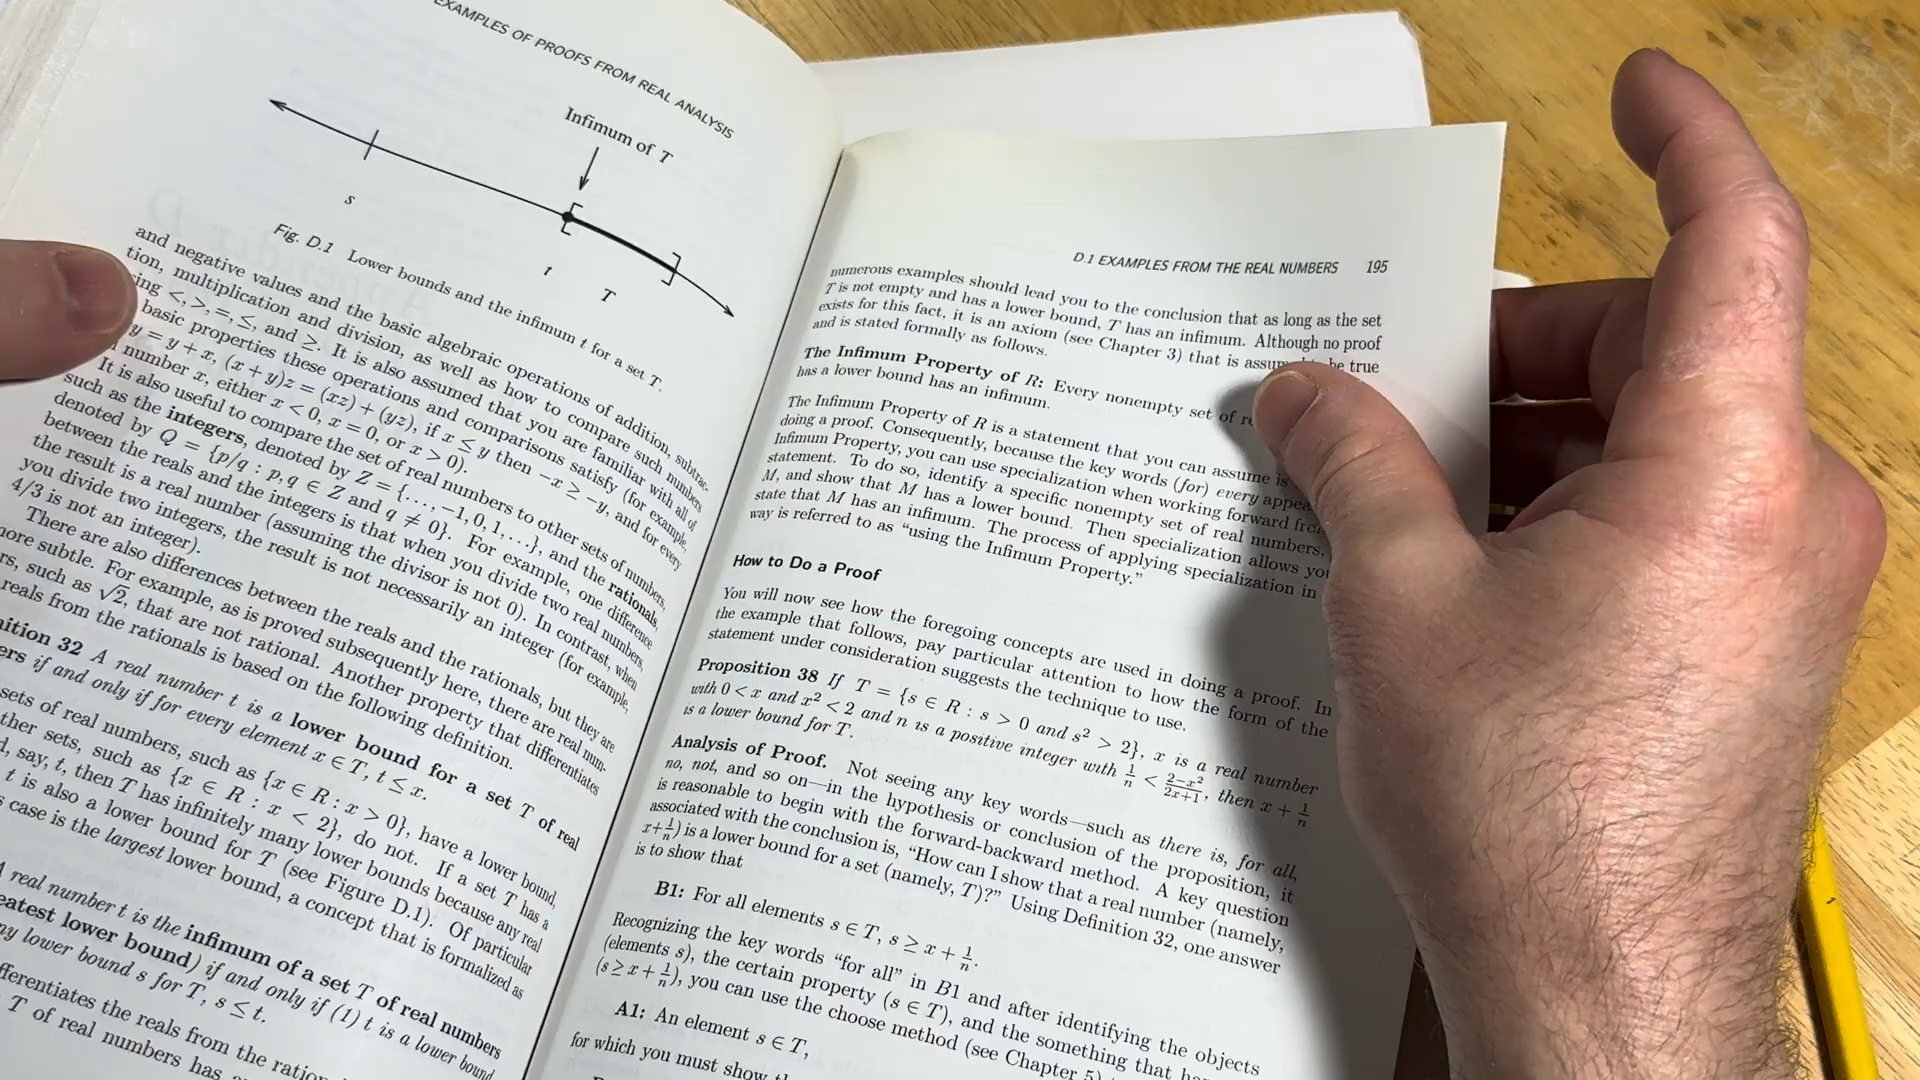 EXAMPLES OF PROOFS FROM REAL ANALYSIS
Infimum of T
s
t
T
Fig. D.1 Lower bounds and the infimum t for a set T.
and negative values and the basic algebraic operations of addition, subtrac-
tion, multiplication and division, as well as how to compare such numbers
<, >, =, ≤, and ≥. It is also assumed that you are familiar with all of
basic properties these operations and comparisons satisfy (for example,
y = y + x, (x + y)z = (xz) + (yz), if x ≤ y then −x ≥ −y, and for every
number x, either x < 0, x = 0, or x > 0).
It is also useful to compare the set of real numbers to other sets of numbers,
such as the integers, denoted by Z = {..., −1, 0, 1, ...}, and the rationals,
denoted by Q = {p/q : p, q ∈ Z and q ≠ 0}. For example, one difference
between the reals and the integers is that when you divide two real numbers,
the result is a real number (assuming the divisor is not 0). In contrast, when
you divide two integers, the result is not necessarily an integer (for example,
4/3 is not an integer).
There are also differences between the reals and the rationals, but they are
more subtle. For example, as is proved subsequently here, there are real num-
such as √2, that are not rational. Another property that differentiates
reals from the rationals is based on the following definition.
32 A real number t is a lower bound for a set T of real
if and only if for every element x ∈ T, t ≤ x.
sets of real numbers, such as {x ∈ R : x > 0}, have a lower bound,
other sets, such as {x ∈ R : x < 2}, do not. If a set T has a
say, t, then T has infinitely many lower bounds because any real
t is also a lower bound for T (see Figure D.1). Of particular
case is the largest lower bound, a concept that is formalized as
A real number t is the infimum of a set T of real numbers
greatest lower bound) if and only if (1) t is a lower bound
any lower bound s for T, s ≤ t.
differentiates the reals from the
T of real numbers has
D.1 EXAMPLES FROM THE REAL NUMBERS 195
numerous examples should lead you to the conclusion that as long as the set
T is not empty and has a lower bound, T has an infimum. Although no proof
exists for this fact, it is an axiom (see Chapter 3) that is be true
and is stated formally as follows.
The Infimum Property of R: Every nonempty set of
has a lower bound has an infimum.
The Infimum Property of R is a statement that you can assume is
doing a proof. Consequently, because the key words (for) every
Infimum Property, you can use specialization when working forward
statement. To do so, identify a specific nonempty set of real numbers,
M, and show that M has a lower bound. Then specialization allows
state that M has an infimum. The process of applying specialization in
way is referred to as "using the Infimum Property."
How to Do a Proof
You will now see how the foregoing concepts are used in doing a proof. In
the example that follows, pay particular attention to how the form of the
statement under consideration suggests the technique to use.
Proposition 38 If T = {s ∈ R : s > 0 and s² > 2}, x is a real number
with 0 < x and x² < 2 and n is a positive integer with 1/n < (2−x²)/(2x+1), then x + 1/n
is a lower bound for T.
Analysis of Proof. Not seeing any key words—such as there is, for all,
no, not, and so on—in the hypothesis or conclusion of the proposition, it
is reasonable to begin with the forward-backward method. A key question
associated with the conclusion is, "How can I show that a real number (namely,
x + 1/n) is a lower bound for a set (namely, T)?" Using Definition 32, one answer
is to show that
B1: For all elements s ∈ T, s ≥ x + 1/n.
Recognizing the key words "for all" in B1 and after identifying the objects
(elements s), the certain property (s ∈ T), and the something that
(s ≥ x + 1/n), you can use the choose method (see Chapter 5)
A1: An element s ∈ T,
for which you must show